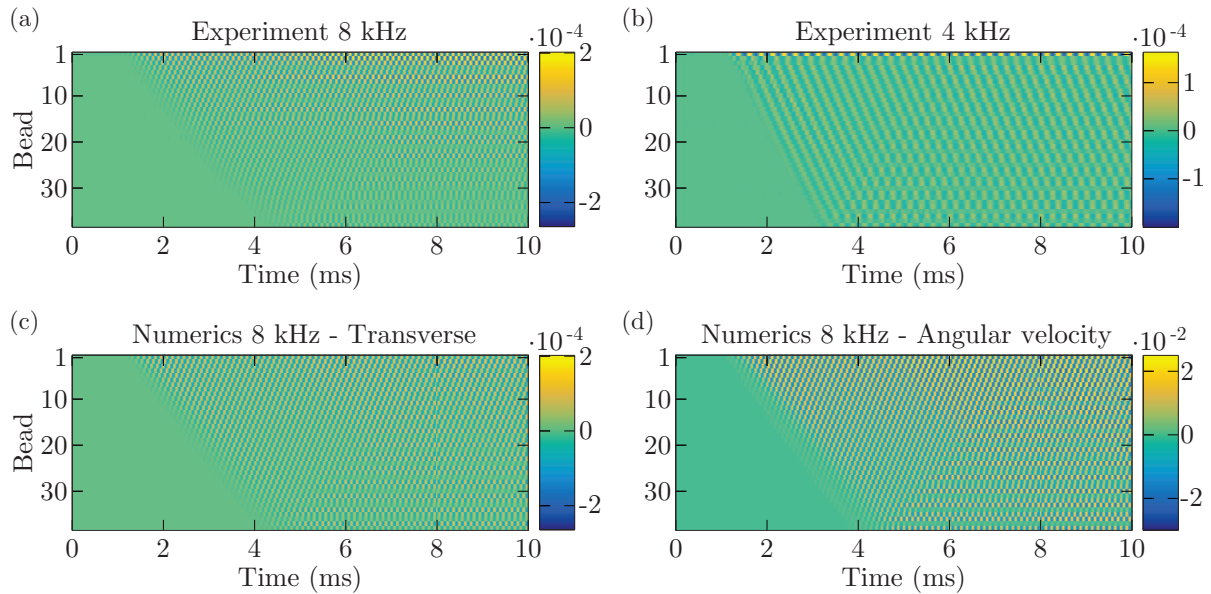 (a)
Experiment 8 kHz
·10⁻⁴
Bead
1
10
20
30
0 2 4 6 8 10
Time (ms)
2
0
-2
(b)
Experiment 4 kHz
·10⁻⁴
1
10
20
30
0 2 4 6 8 10
Time (ms)
1
0
-1
(c)
Numerics 8 kHz - Transverse
·10⁻⁴
Bead
1
10
20
30
0 2 4 6 8 10
Time (ms)
2
0
-2
(d)
Numerics 8 kHz - Angular velocity
·10⁻²
1
10
20
30
0 2 4 6 8 10
Time (ms)
2
0
-2